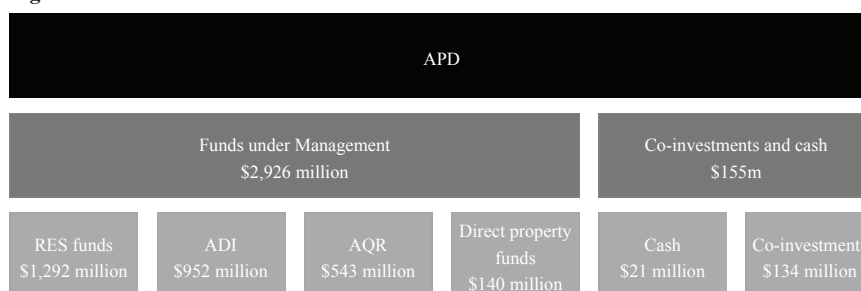 APD
Funds under Management
$2,926 million
Co-investments and cash
$155m
RES funds
$1,292 million
ADI
$952 million
AQR
$543 million
Direct property
funds
$140 million
Cash
$21 million
Co-investment
$134 million